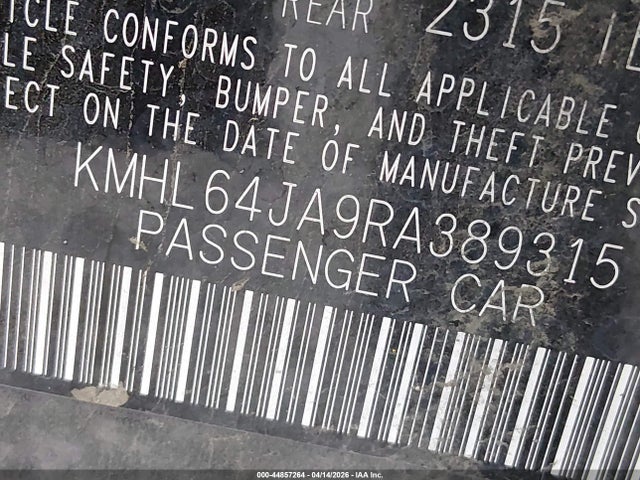 REAR 2315
ICLE CONFORMS TO ALL APPLICABLE
LE SAFETY, BUMPER, AND THEFT PREV
ECT ON THE DATE OF MANUFACTURE S
KMHL64JA9RA389315
PASSENGER CAR
000-44857264 - 04/14/2026 - IAA Inc.